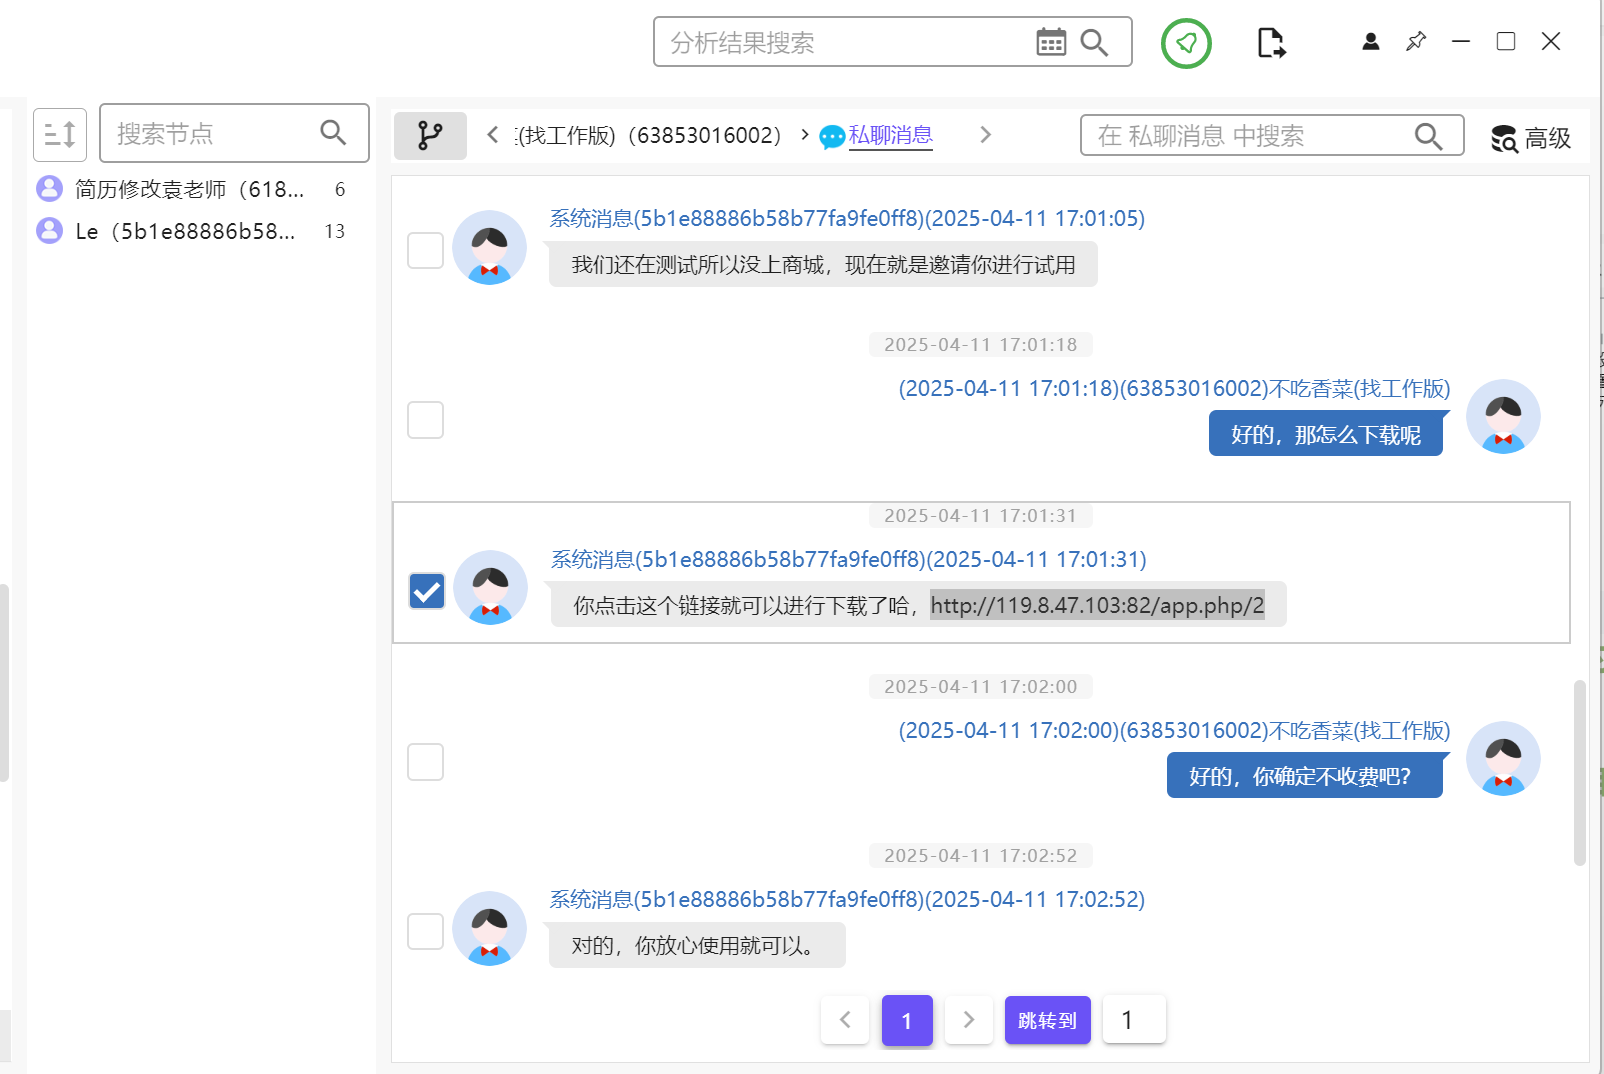 分析结果搜索
搜索节点
(找工作版)（63853016002）
私聊消息
在 私聊消息 中搜索
高级
简历修改袁老师（618... 6
Le（5b1e88886b58... 13
系统消息(5b1e88886b58b77fa9fe0ff8)(2025-04-11 17:01:05)
我们还在测试所以没上商城，现在就是邀请你进行试用
2025-04-11 17:01:18
(2025-04-11 17:01:18)(63853016002)不吃香菜(找工作版)
好的，那怎么下载呢
2025-04-11 17:01:31
系统消息(5b1e88886b58b77fa9fe0ff8)(2025-04-11 17:01:31)
你点击这个链接就可以进行下载了哈，http://119.8.47.103:82/app.php/2
2025-04-11 17:02:00
(2025-04-11 17:02:00)(63853016002)不吃香菜(找工作版)
好的，你确定不收费吧？
2025-04-11 17:02:52
系统消息(5b1e88886b58b77fa9fe0ff8)(2025-04-11 17:02:52)
对的，你放心使用就可以。
1 跳转到 1